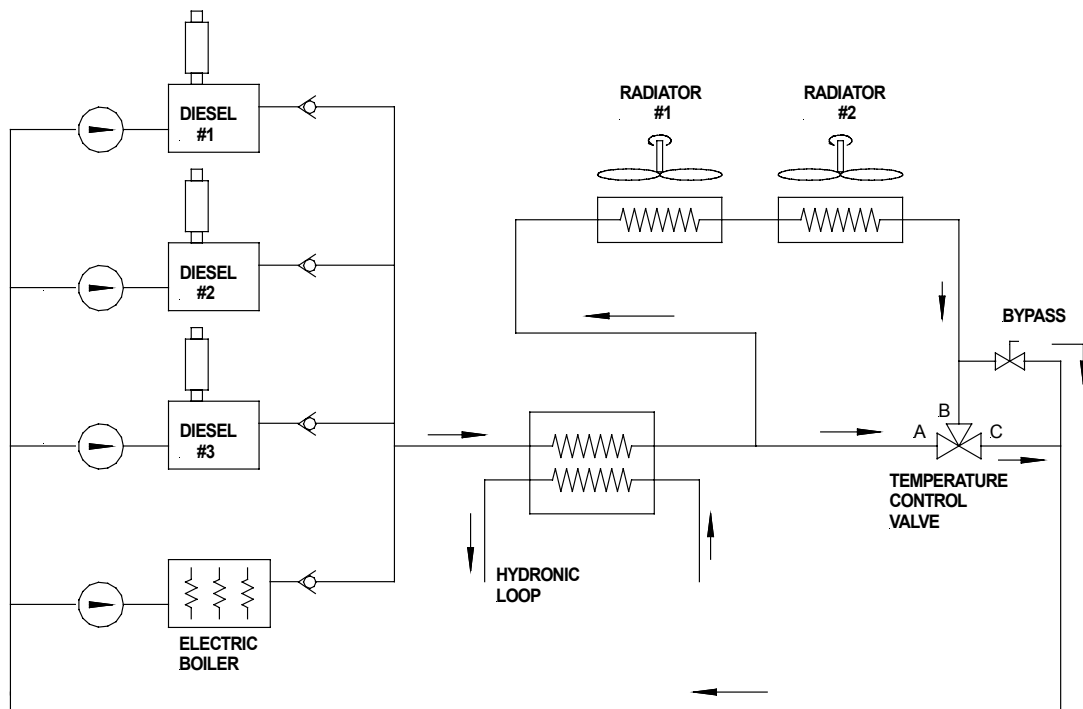 DIESEL
#1
DIESEL
#2
DIESEL
#3
ELECTRIC
BOILER
RADIATOR
#1
RADIATOR
#2
BYPASS
B
A
C
TEMPERATURE
CONTROL
VALVE
HYDRONIC
LOOP